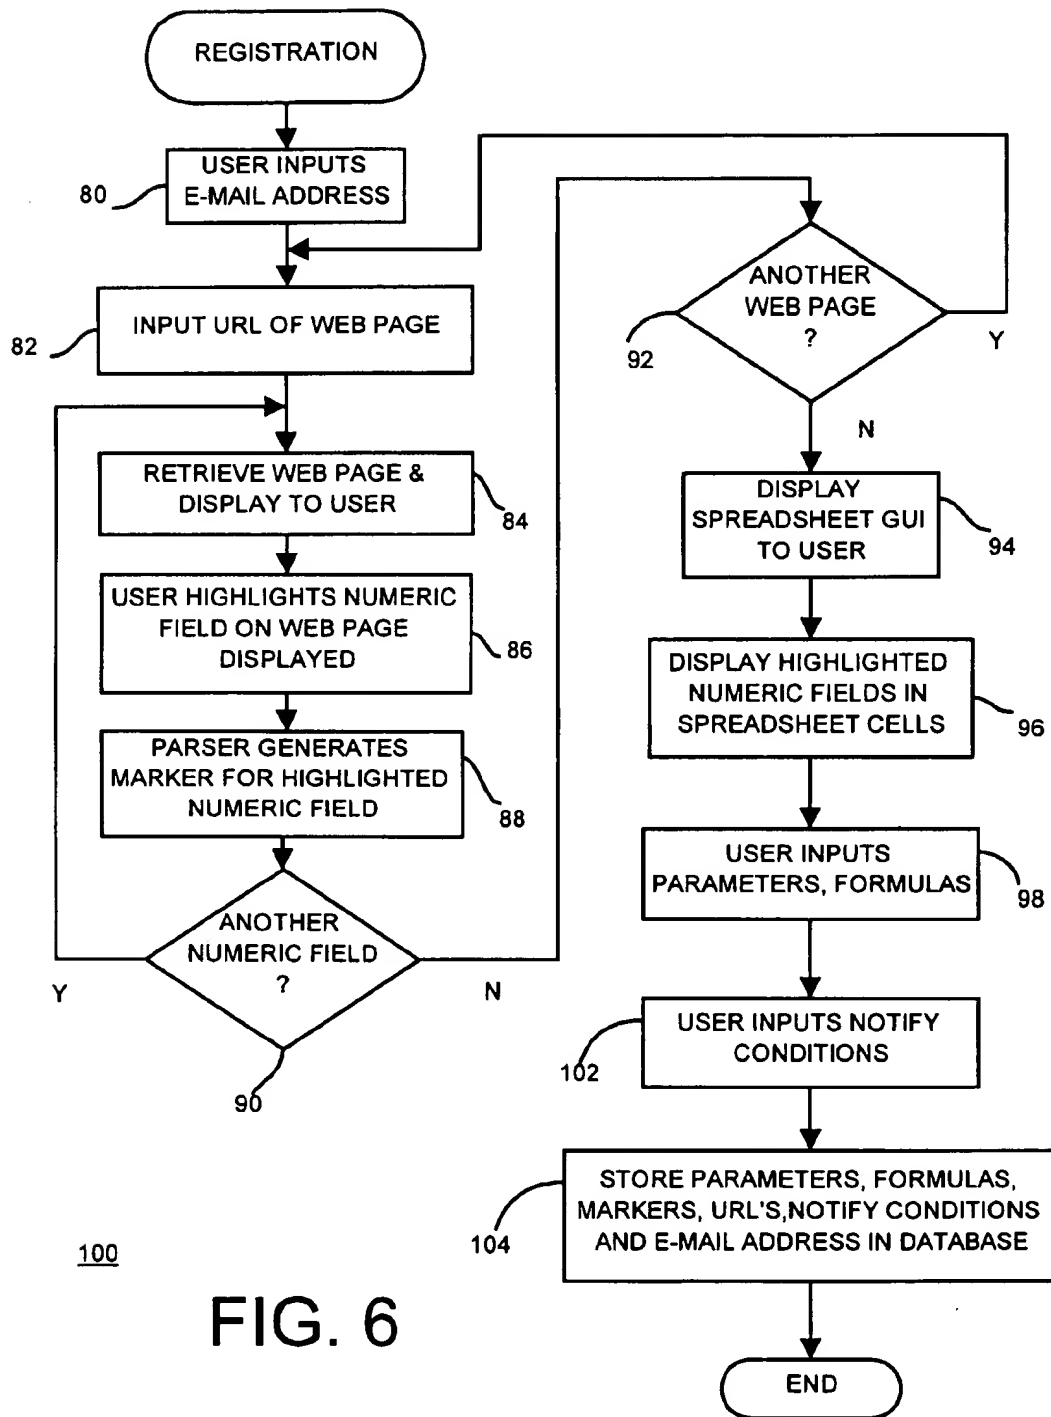 REGISTRATION
USER INPUTS
E-MAIL ADDRESS
80
INPUT URL OF WEB PAGE
82
RETRIEVE WEB PAGE &
DISPLAY TO USER
84
USER HIGHLIGHTS NUMERIC
FIELD ON WEB PAGE
DISPLAYED
86
PARSER GENERATES
MARKER FOR HIGHLIGHTED
NUMERIC FIELD
88
ANOTHER
NUMERIC FIELD
?
Y
N
90
ANOTHER
WEB PAGE
?
92
Y
N
DISPLAY
SPREADSHEET GUI
TO USER
94
DISPLAY HIGHLIGHTED
NUMERIC FIELDS IN
SPREADSHEET CELLS
96
USER INPUTS
PARAMETERS, FORMULAS
98
USER INPUTS NOTIFY
CONDITIONS
102
STORE PARAMETERS, FORMULAS,
MARKERS, URL'S,NOTIFY CONDITIONS
AND E-MAIL ADDRESS IN DATABASE
104
END
100
FIG. 6